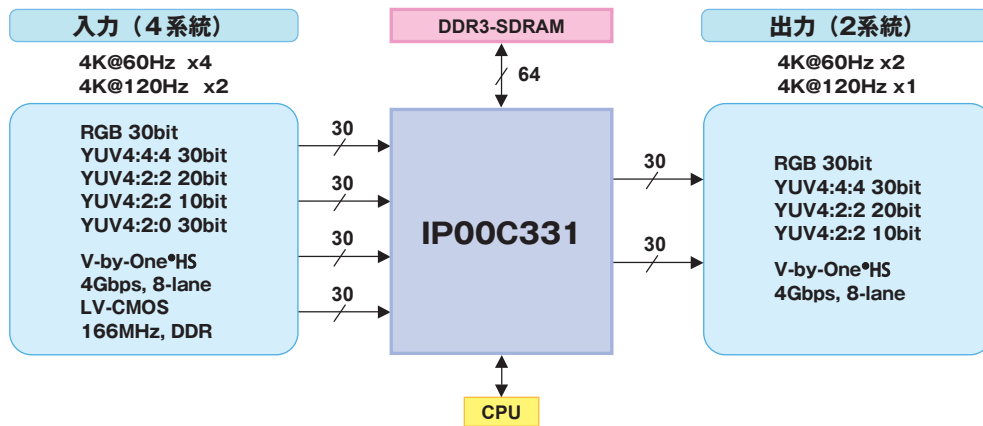 入力（4系統）
4K@60Hz x4
4K@120Hz x2
RGB 30bit
YUV4:4:4 30bit
YUV4:2:2 20bit
YUV4:2:2 10bit
YUV4:2:0 30bit
V-by-One®HS
4Gbps, 8-lane
LV-CMOS
166MHz, DDR
30
30
30
30
DDR3-SDRAM
64
IP00C331
CPU
30
30
出力（2系統）
4K@60Hz x2
4K@120Hz x1
RGB 30bit
YUV4:4:4 30bit
YUV4:2:2 20bit
YUV4:2:2 10bit
V-by-One®HS
4Gbps, 8-lane